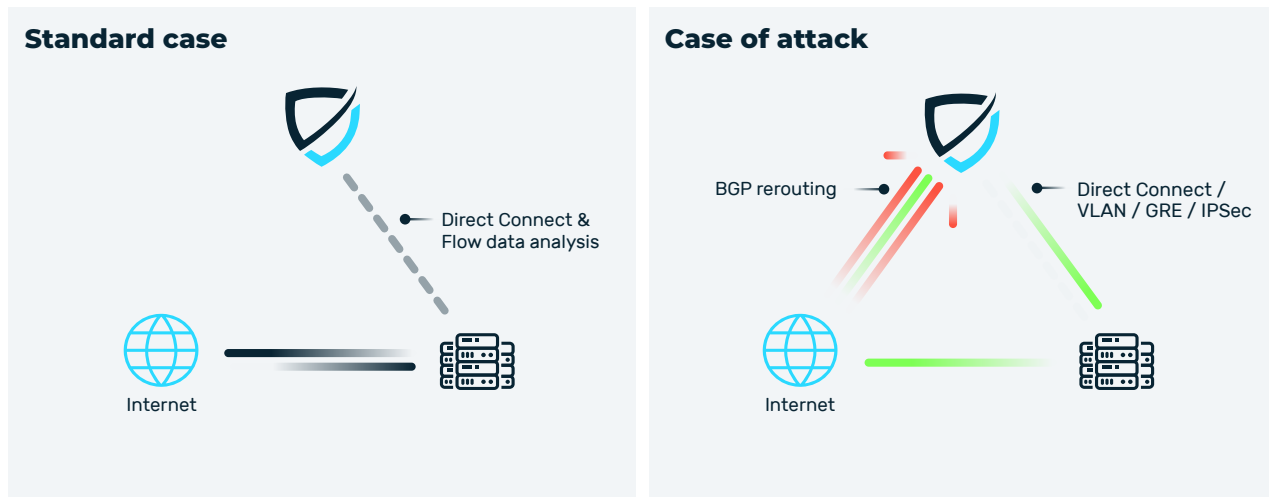 Standard case
Direct Connect &
Flow data analysis
Internet
Case of attack
BGP rerouting
Direct Connect /
VLAN / GRE / IPSec
Internet